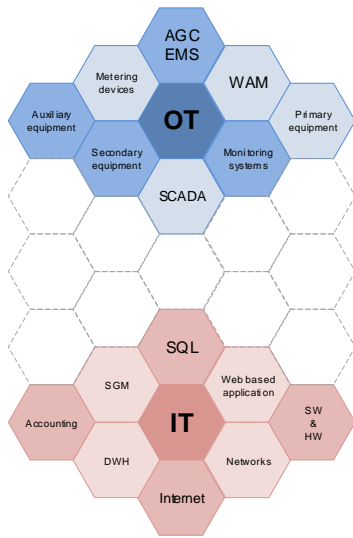 AGC
EMS
Metering
devices
WAM
Auxiliary
equipment
OT
Primary
equipment
Secondary
equipment
Monitoring
systems
SCADA
SQL
SGM
Web based
application
Accounting
IT
SW
&
HW
DWH
Networks
Internet